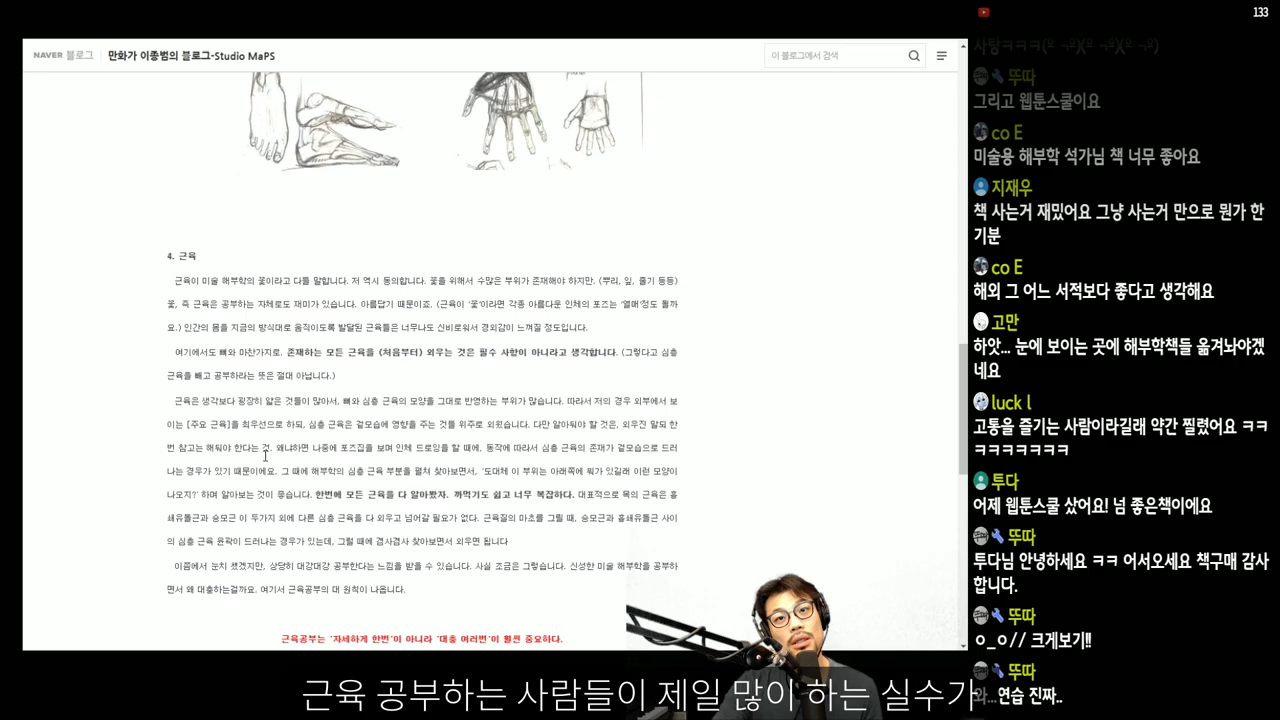 133
NAVER 블로그 | 만화가 이종범의 블로그-Studio MaPS
이 블로그에서 검색
4. 근육
근육이 미술 해부학의 꽃이라고 다들 말합니다. 저 역시 동의합니다. 꽃을 위해서 수많은 부위가 존재해야 하지만, (뿌리, 잎, 줄기 등등)
꽃, 즉 근육은 공부하는 자체로도 재미가 있습니다. 아름답기 때문이죠. (근육이 '꽃'이라면 각종 아름다운 인체의 포즈는 '열매'정도 될까
요.) 인간의 몸을 지금의 방식대로 움직이도록 발달된 근육들은 너무나도 신비로워서 경외감이 느껴질 정도입니다.
여기에서도 뼈와 마찬가지로, 존재하는 모든 근육을 (처음부터) 외우는 것은 필수 사항이 아니라고 생각합니다. (그렇다고 심층
근육을 빼고 공부하라는 뜻은 절대 아닙니다.)
근육은 생각보다 굉장히 얇은 것들이 많아서, 뼈와 심층 근육의 모양을 그대로 반영하는 부위가 많습니다. 따라서 저의 경우 외부에서 보
이는 [주요 근육]을 최우선으로 하되, 심층 근육은 겉모습에 영향을 주는 것들 위주로 외웠습니다. 다만 알아둬야 할 것은, 외우진 말되 한
번 참고는 해둬야 한다는 것. 왜냐하면 나중에 포즈집을 보며 인체 드로잉을 할 때에, 동작에 따라서 심층 근육의 존재가 겉모습으로 드러
나는 경우가 있기 때문이에요. 그 때에 해부학의 심층 근육 부분을 펼쳐 찾아보면서, '도대체 이 부위는 아래쪽에 뭐가 있길래 이런 모양이
나오지?' 하며 알아보는 것이 좋습니다. 한번에 모든 근육을 다 알아봤자, 까먹기도 쉽고 너무 복잡하다. 대표적으로 목의 근육은 흉
쇄유돌근과 승모근 이 두가지 외에 다른 심층 근육을 다 외우고 넘어갈 필요가 없다. 근육질의 마초를 그릴 때, 승모근과 흉쇄유돌근 사이
의 심층 근육 윤곽이 드러나는 경우가 있는데, 그럴 때에 겸사겸사 찾아보면서 외우면 됩니다
이쯤에서 눈치 챘겠지만, 상당히 대강대강 공부한다는 느낌을 받을 수 있습니다. 사실 조금은 그렇습니다. 신성한 미술 해부학을 공부하
면서 왜 대충하는걸까요. 여기서 근육공부의 대 원칙이 나옵니다.
근육공부는 '자세하게 한번'이 아니라 '대충 여러번'이 훨씬 중요하다.
근육 공부하는 사람들이 제일 많이 하는 실수가
사탕ㅋㅋㅋ
뚜따
그리고 웹툰스쿨이요
co E
미술용 해부학 석가님 책 너무 좋아요
지재우
책 사는거 재밌어요 그냥 사는거 만으로 뭔가 한
기분
co E
해외 그 어느 서적보다 좋다고 생각해요
고만
하앗... 눈에 보이는 곳에 해부학책들 옮겨놔야겠
네요
luck l
고통을 즐기는 사람이라길래 약간 찔렸어요 ㅋㅋ
ㅋㅋㅋㅋㅋㅋㅋ
투다
어제 웹툰스쿨 샀어요! 넘 좋은책이에요
뚜따
투다님 안녕하세요 ㅋㅋ 어서오세요 책구매 감사
합니다.
뚜따
ㅇ_ㅇ// 크게보기!!
뚜따
와...연습 진짜..